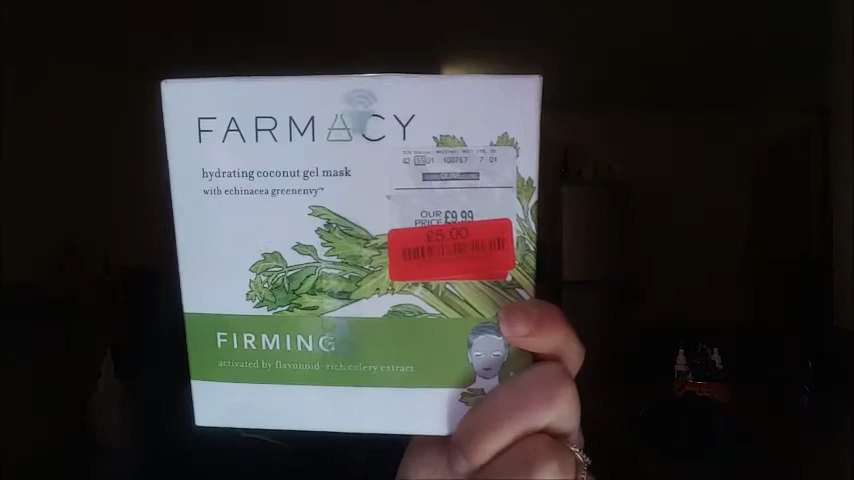 FARMACY
hydrating coconut gel mask
with echinacea greenenvy™
OUR
PRICE £9.99
£5.00
FIRMING
activated by flavonoid-rich celery extract